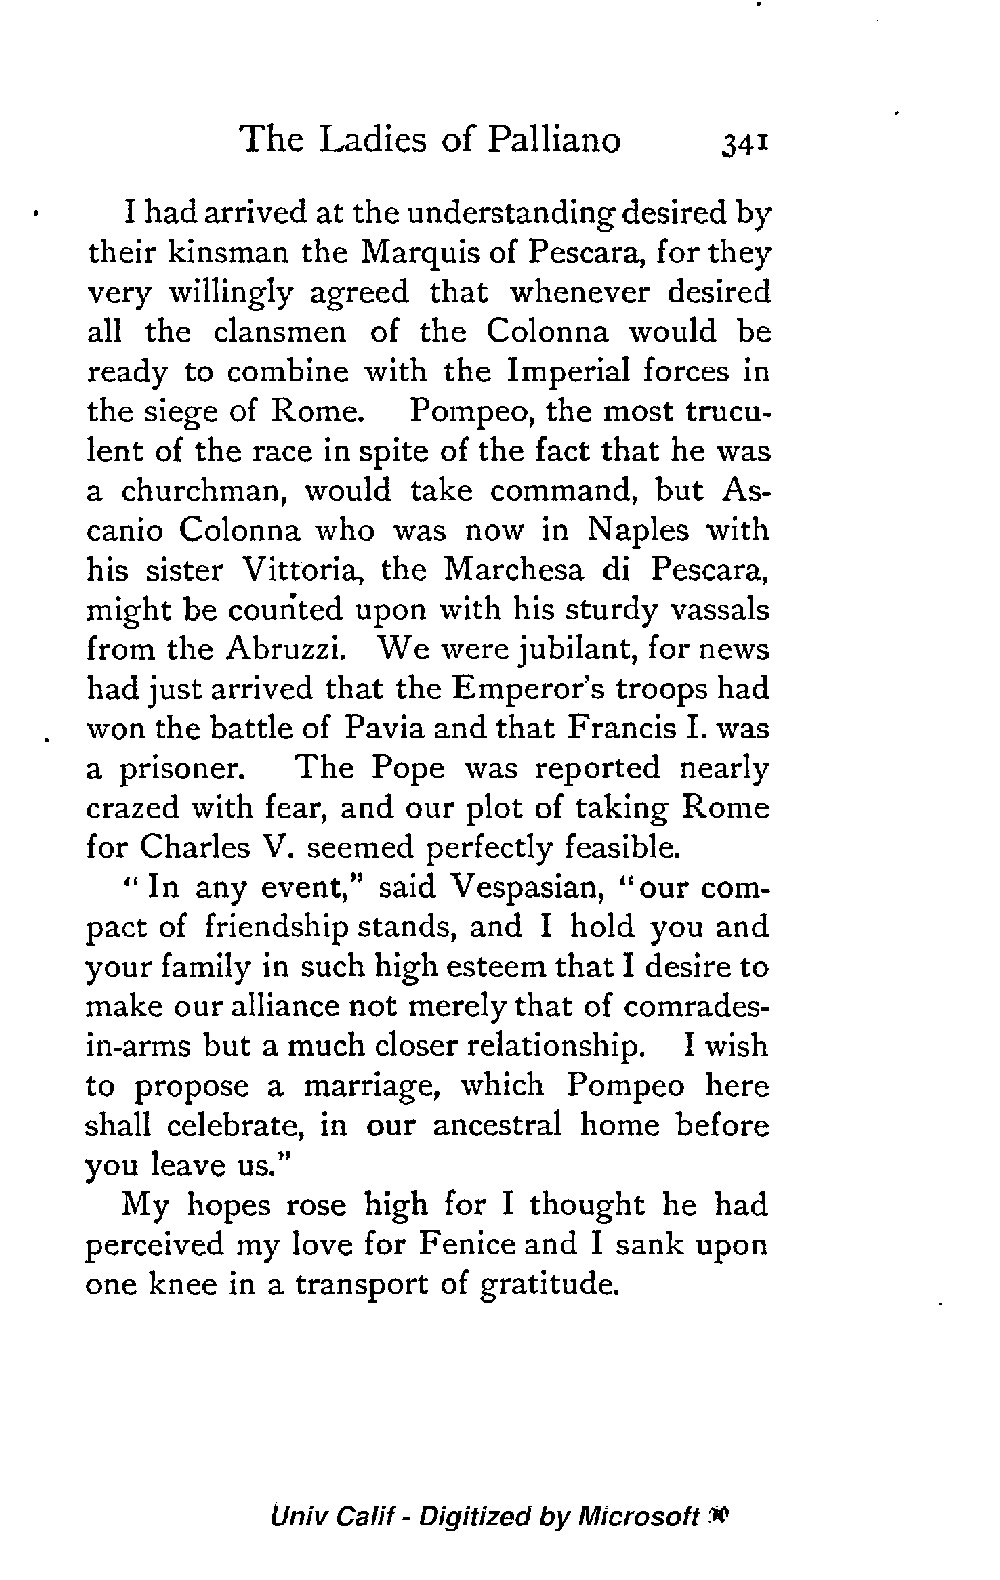 The Ladies of Palliano 341
I had arrived at the understanding desired by
their kinsman the Marquis of Pescara, for they
very willingly agreed that whenever desired
all the clansmen of the Colonna would be
ready to combine with the Imperial forces in
the siege of Rome. Pompeo, the most trucu-
lent of the race in spite of the fact that he was
a churchman, would take command, but As-
canio Colonna who was now in Naples with
his sister Vittoria, the Marchesa di Pescara,
might be counted upon with his sturdy vassals
from the Abruzzi. We were jubilant, for news
had just arrived that the Emperor's troops had
won the battle of Pavia and that Francis I. was
a prisoner. The Pope was reported nearly
crazed with fear, and our plot of taking Rome
for Charles V. seemed perfectly feasible.
"In any event," said Vespasian, "our com-
pact of friendship stands, and I hold you and
your family in such high esteem that I desire to
make our alliance not merely that of comrades-
in-arms but a much closer relationship. I wish
to propose a marriage, which Pompeo here
shall celebrate, in our ancestral home before
you leave us."
My hopes rose high for I thought he had
perceived my love for Fenice and I sank upon
one knee in a transport of gratitude.
Univ Calif - Digitized by Microsoft ®